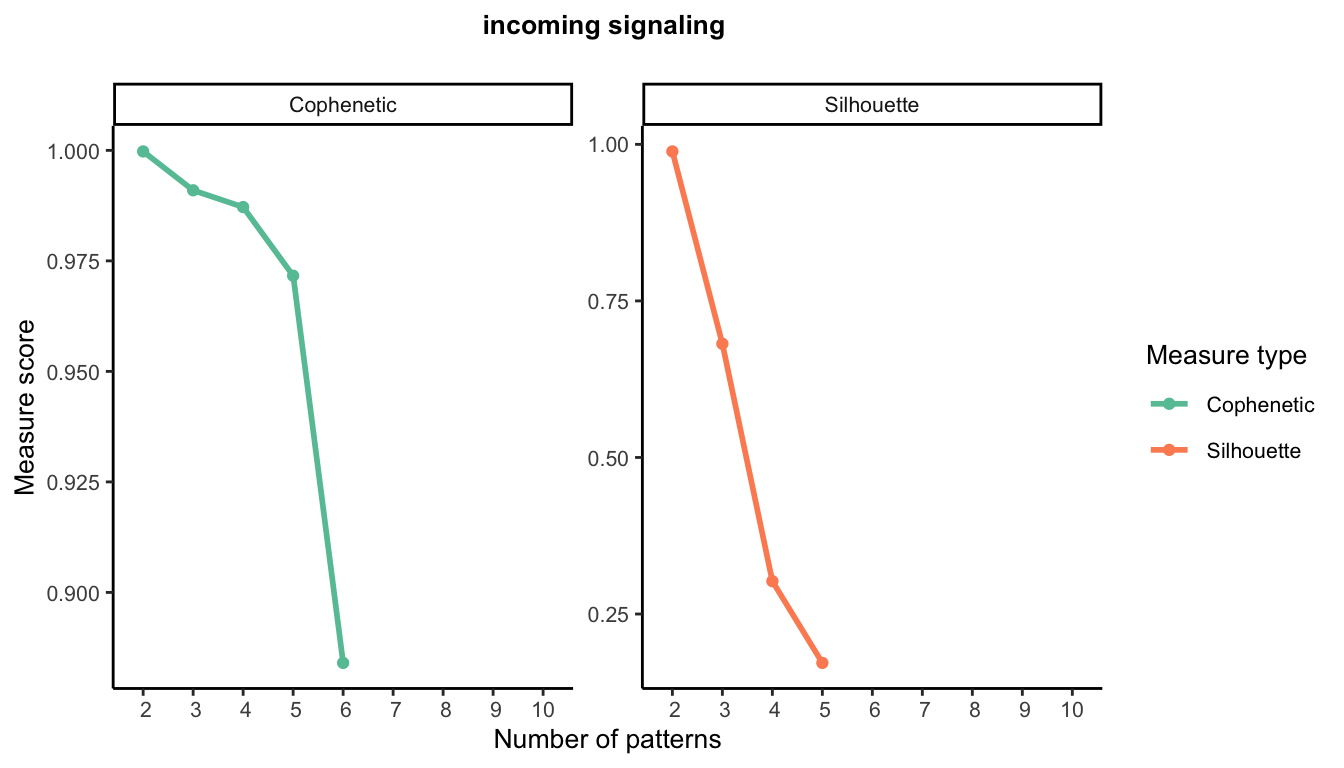 incoming signaling
Cophenetic
Silhouette
Measure score
1.000
0.975
0.950
0.925
0.900
2 3 4 5 6 7 8 9 10
1.00
0.75
0.50
0.25
2 3 4 5 6 7 8 9 10
Number of patterns
Measure type
Cophenetic
Silhouette